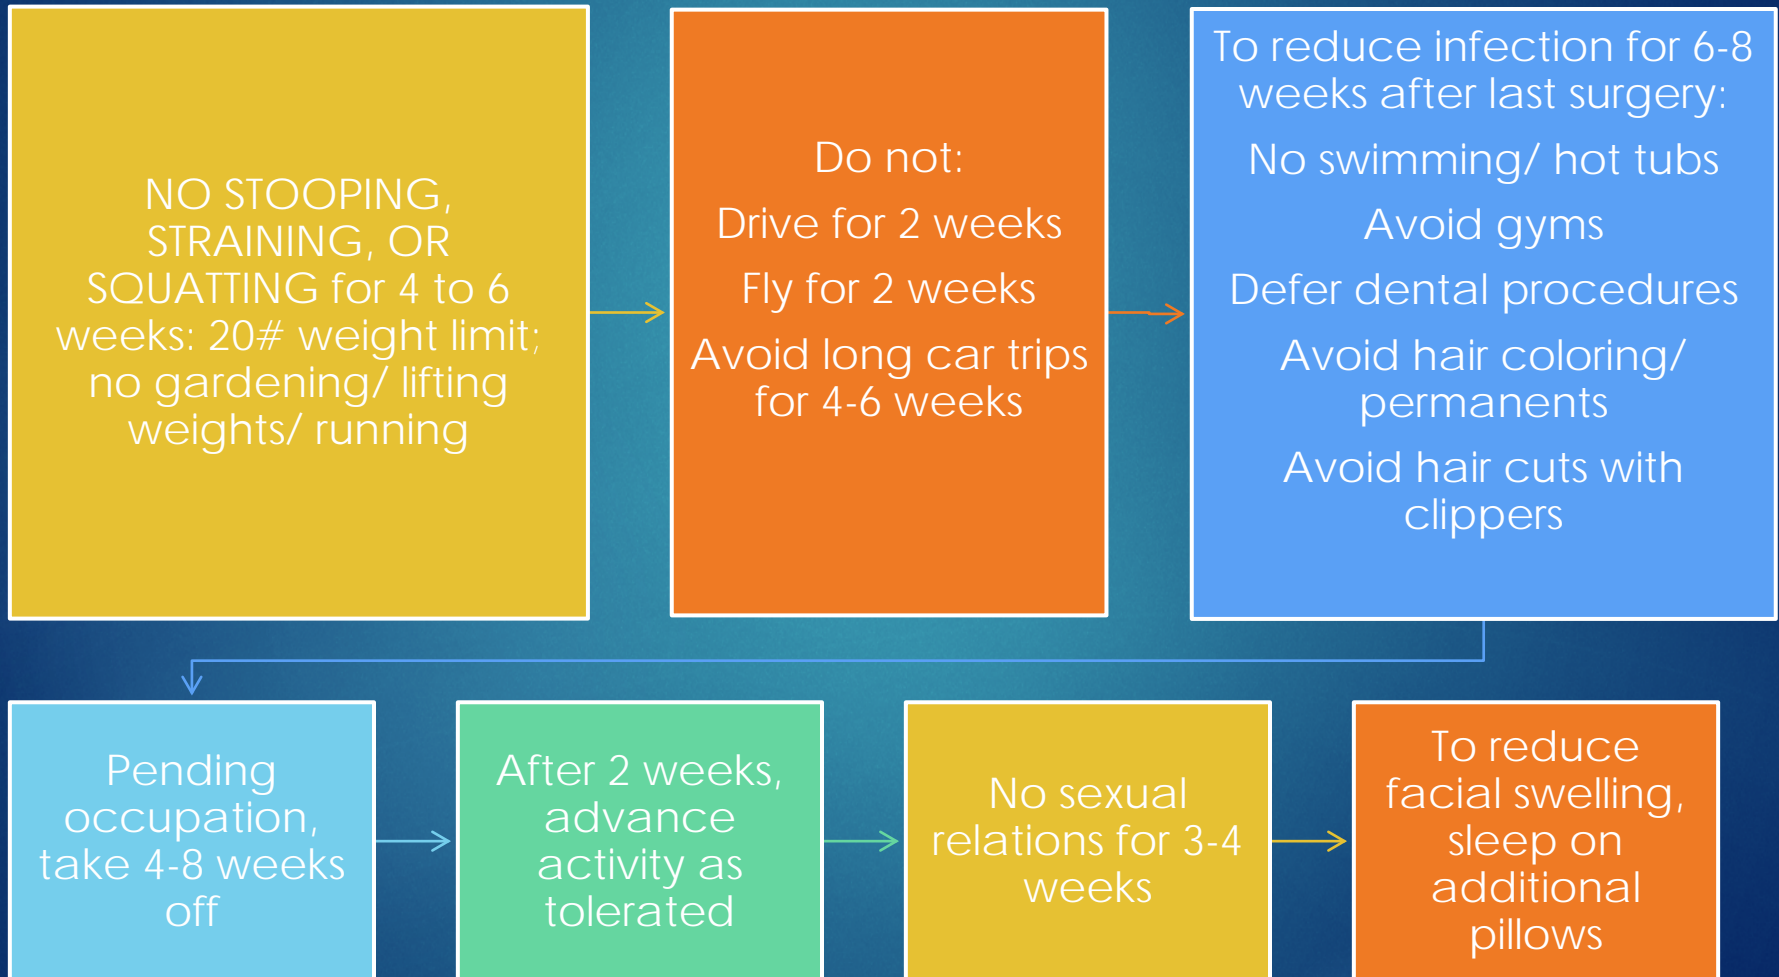 NO STOOPING,
STRAINING, OR
SQUATTING for 4 to 6
weeks: 20# weight limit;
no gardening/ lifting
weights/ running
Do not:
Drive for 2 weeks
Fly for 2 weeks
Avoid long car trips
for 4-6 weeks
To reduce infection for 6-8
weeks after last surgery:
No swimming/ hot tubs
Avoid gyms
Defer dental procedures
Avoid hair coloring/
permanents
Avoid hair cuts with
clippers
Pending
occupation,
take 4-8 weeks
off
After 2 weeks,
advance
activity as
tolerated
No sexual
relations for 3-4
weeks
To reduce
facial swelling,
sleep on
additional
pillows